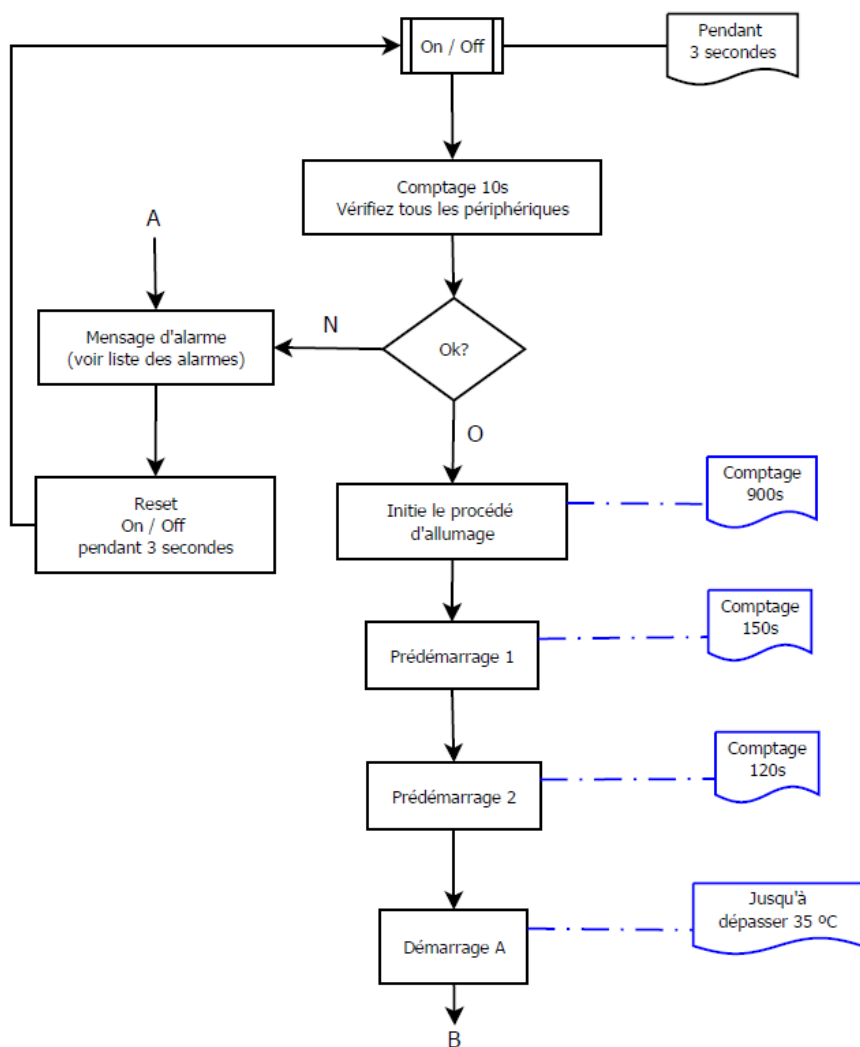 On / Off
Pendant
3 secondes
Comptage 10s
Vérifiez tous les périphériques
A
Mensage d'alarme
(voir liste des alarmes)
N
Ok?
O
Reset
On / Off
pendant 3 secondes
Initie le procédé
d'allumage
Comptage
900s
Prédémarrage 1
Comptage
150s
Prédémarrage 2
Comptage
120s
Démarrage A
Jusqu'à
dépasser 35 ºC
B